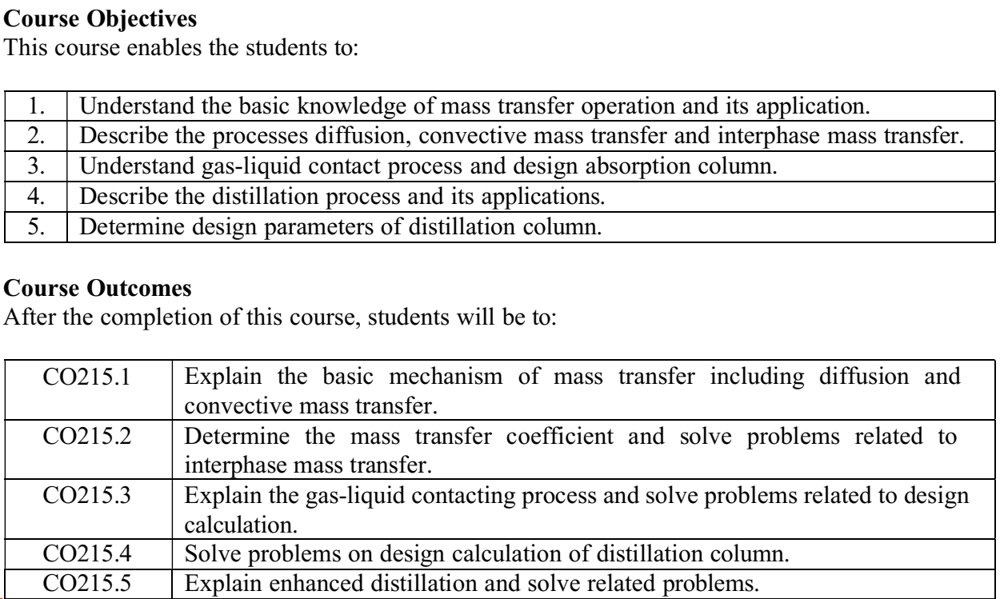 Course Objectives
This course enables the students to:
1. Understand the basic knowledge of mass transfer operation and its application.
2. Describe the processes diffusion, convective mass transfer and interphase mass transfer.
3. Understand gas-liquid contact process and design absorption column.
4. Describe the distillation process and its applications.
5. Determine design parameters of distillation column.
Course Outcomes
After the completion of this course, students will be to:
CO215.1 Explain the basic mechanism of mass transfer including diffusion and
convective mass transfer.
CO215.2 Determine the mass transfer coefficient and solve problems related to
interphase mass transfer.
CO215.3 Explain the gas-liquid contacting process and solve problems related to design
calculation.
CO215.4 Solve problems on design calculation of distillation column.
CO215.5 Explain enhanced distillation and solve related problems.